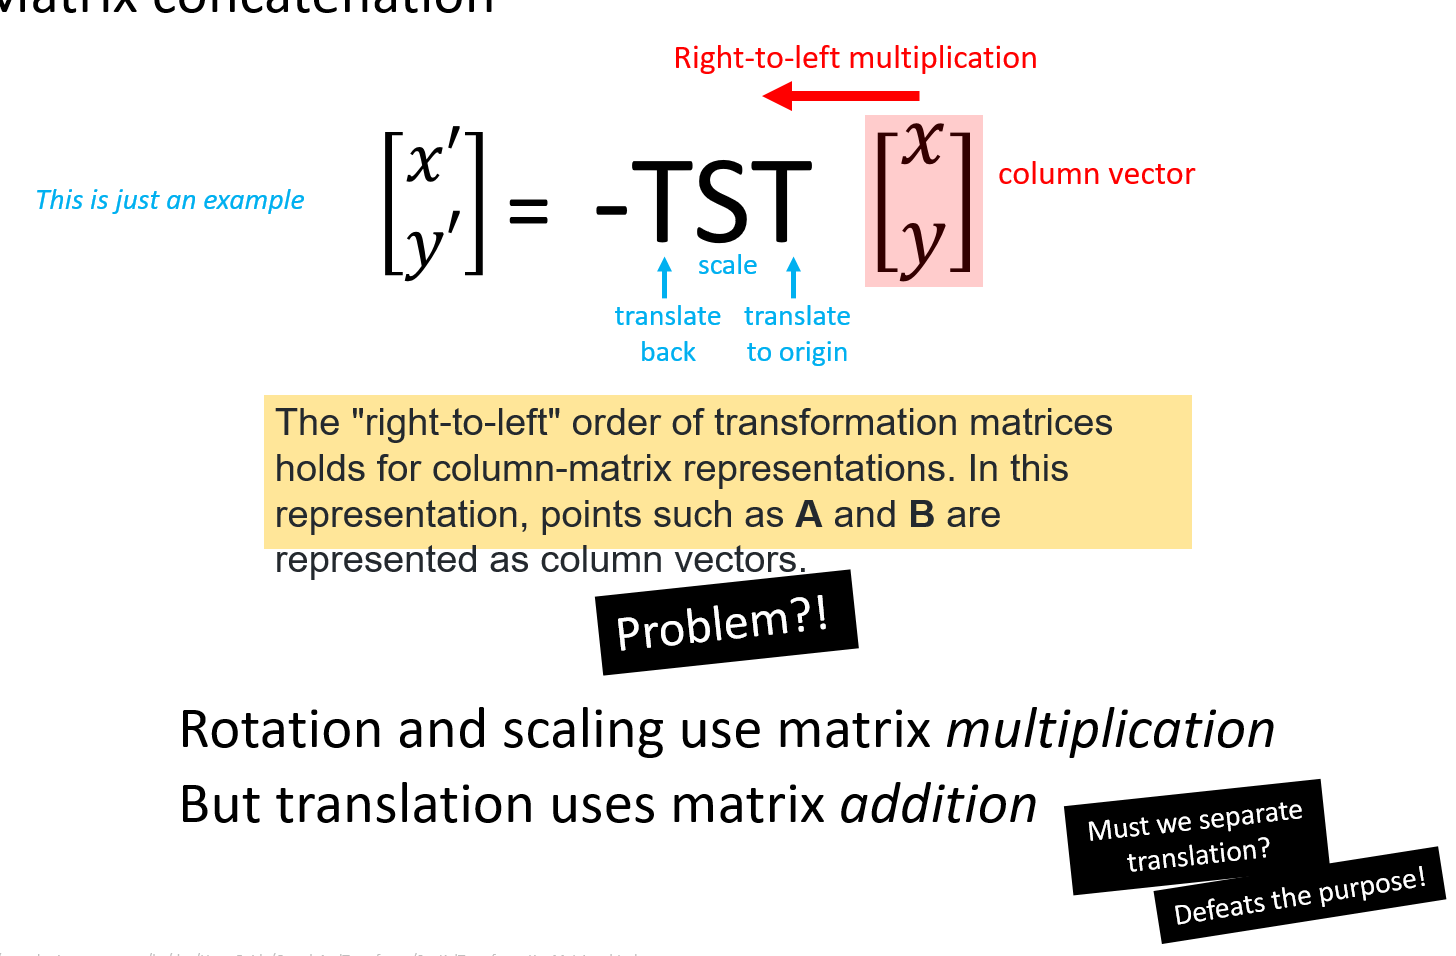 Matrix concatenation
Right-to-left multiplication
This is just an example
[x′ y′] = -TST [x y]
column vector
scale
translate back
translate to origin
The "right-to-left" order of transformation matrices
holds for column-matrix representations. In this
representation, points such as A and B are
represented as column vectors.
Problem?!
Rotation and scaling use matrix multiplication
But translation uses matrix addition
Must we separate
translation?
Defeats the purpose!